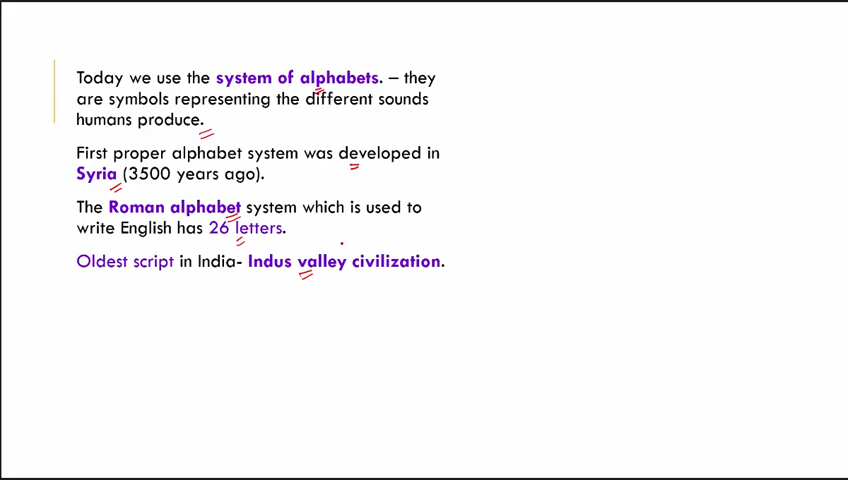 Today we use the system of alphabets. – they
are symbols representing the different sounds
humans produce.
First proper alphabet system was developed in
Syria (3500 years ago).
The Roman alphabet system which is used to
write English has 26 letters.
Oldest script in India- Indus valley civilization.